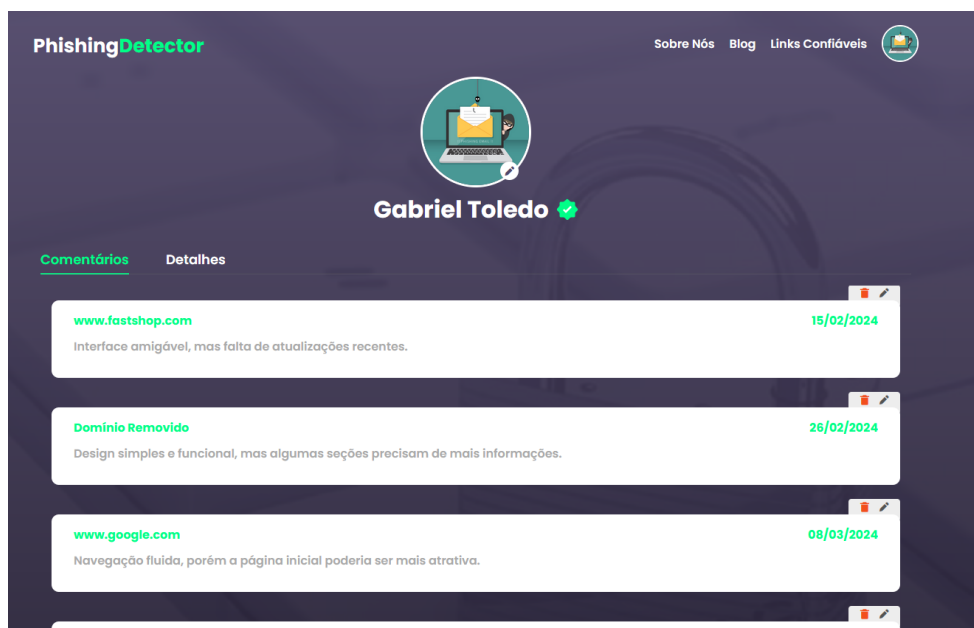 PhishingDetector
Sobre Nós Blog Links Confiáveis
Gabriel Toledo
Comentários Detalhes
www.fastshop.com 15/02/2024
Interface amigável, mas falta de atualizações recentes.
Domínio Removido 26/02/2024
Design simples e funcional, mas algumas seções precisam de mais informações.
www.google.com 08/03/2024
Navegação fluida, porém a página inicial poderia ser mais atrativa.